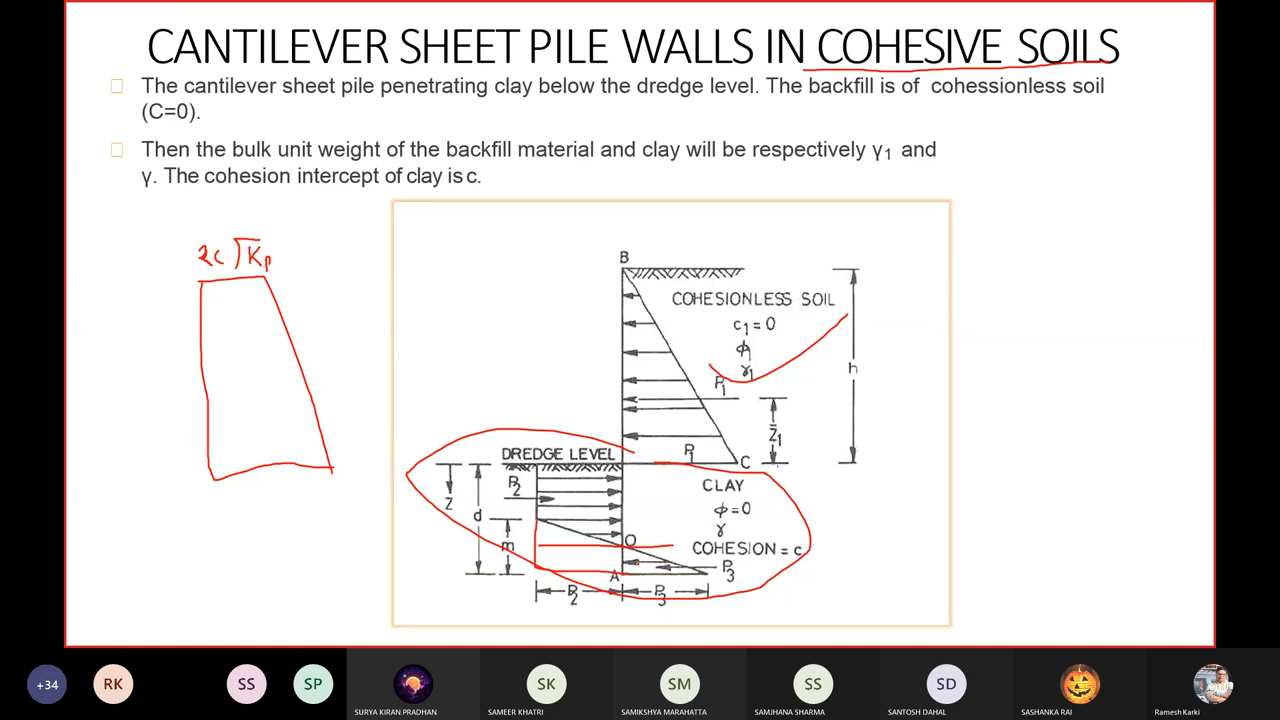 CANTILEVER SHEET PILE WALLS IN COHESIVE SOILS
The cantilever sheet pile penetrating clay below the dredge level. The backfill is of cohessionless soil
(C=0).
Then the bulk unit weight of the backfill material and clay will be respectively γ1 and
γ. The cohesion intercept of clay is c.
2c √Kp
B
COHESIONLESS SOIL
c1 = 0
ϕ1
γ1
P1
h
z̄1
DREDGE LEVEL
P1
C
P2
CLAY
z
d
ϕ = 0
γ
m
O
COHESION = c
A
P3
P2
P3
+34
RK
SS
SP
SURYA KIRAN PRADHAN
SK
SAMEER KHATRI
SM
SAMIKSHYA MARAHATTA
SS
SAMJHANA SHARMA
SD
SANTOSH DAHAL
SASHANKA RAI
Ramesh Karki